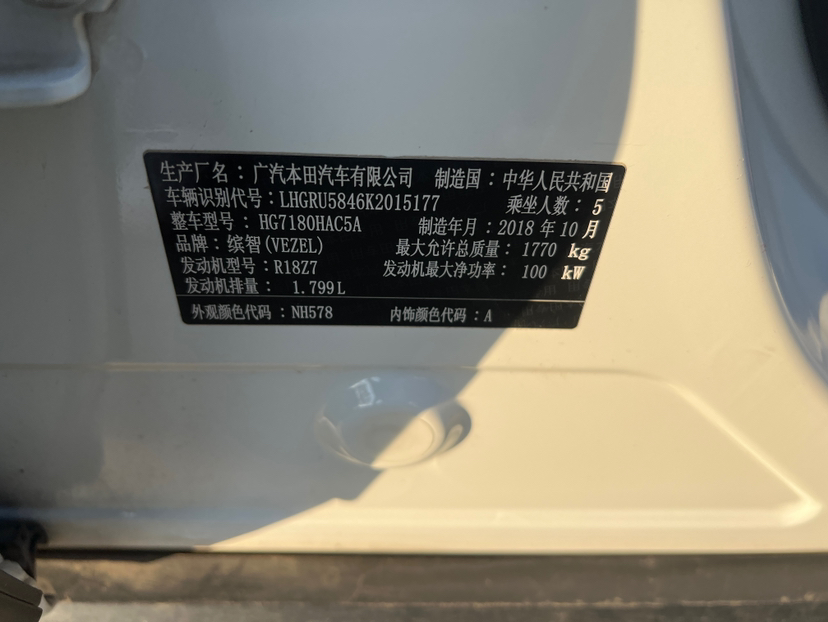 生产厂名：广汽本田汽车有限公司 制造国：中华人民共和国
车辆识别代号：LHGRU5846K2015177 乘坐人数：5
整车型号：HG7180HAC5A 制造年月：2018 年 10 月
品牌：缤智(VEZEL) 最大允许总质量：1770 kg
发动机型号：R18Z7 发动机最大净功率：100 kW
发动机排量：1.799L
外观颜色代码：NH578 内饰颜色代码：A